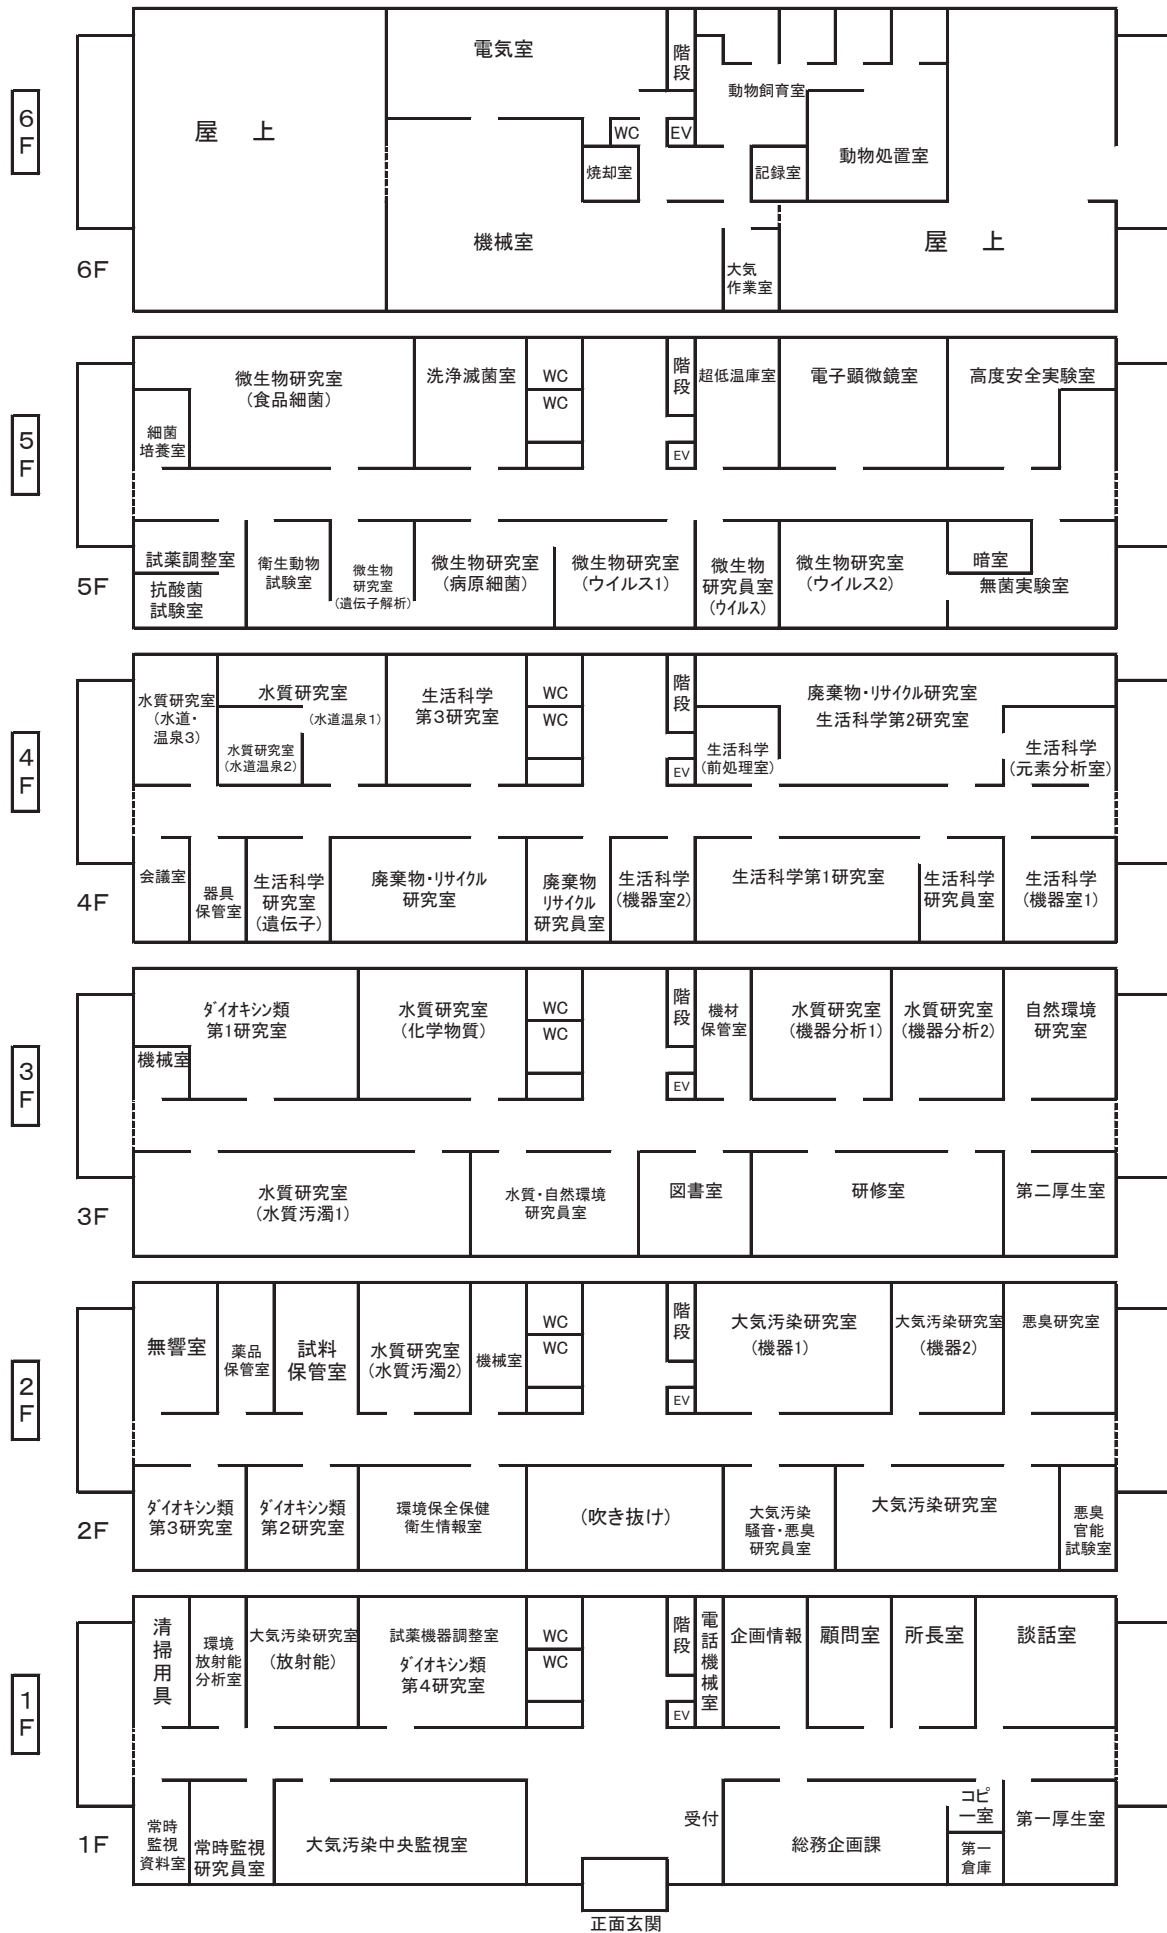 6F
電気室
階段
動物飼育室
屋 上
WC
EV
動物処置室
焼却室
記録室
機械室
屋 上
6F
大気
作業室
5F
微生物研究室
(食品細菌)
洗浄滅菌室
WC
WC
階段
超低温庫室
電子顕微鏡室
高度安全実験室
細菌
培養室
EV
試薬調整室
抗酸菌
試験室
衛生動物
試験室
微生物
研究室
(遺伝子解析)
微生物研究室
(病原細菌)
微生物研究室
(ウイルス1)
微生物
研究員室
(ウイルス)
微生物研究室
(ウイルス2)
暗室
無菌実験室
5F
4F
水質研究室
(水道・
温泉3)
水質研究室
(水道温泉1)
水質研究室
(水道温泉2)
生活科学
第3研究室
WC
WC
階段
EV
廃棄物・リサイクル研究室
生活科学第2研究室
生活科学
(前処理室)
生活科学
(元素分析室)
会議室
器具
保管室
生活科学
研究室
(遺伝子)
廃棄物・リサイクル
研究室
廃棄物
リサイクル
研究員室
生活科学
(機器室2)
生活科学第1研究室
生活科学
研究員室
生活科学
(機器室1)
4F
3F
ダイオキシン類
第1研究室
機械室
水質研究室
(化学物質)
WC
WC
階段
EV
機材
保管室
水質研究室
(機器分析1)
水質研究室
(機器分析2)
自然環境
研究室
水質研究室
(水質汚濁1)
水質・自然環境
研究員室
図書室
研修室
第二厚生室
3F
2F
無響室
薬品
保管室
試料
保管室
水質研究室
(水質汚濁2)
機械室
WC
WC
階段
EV
大気汚染研究室
(機器1)
大気汚染研究室
(機器2)
悪臭研究室
ダイオキシン類
第3研究室
ダイオキシン類
第2研究室
環境保全保健
衛生情報室
(吹き抜け)
大気汚染
騒音・悪臭
研究員室
大気汚染研究室
悪臭
官能
試験室
2F
1F
清掃用具
環境
放射能
分析室
大気汚染研究室
(放射能)
試薬機器調整室
ダイオキシン類
第4研究室
WC
WC
階段
EV
電話機械室
企画情報
顧問室
所長室
談話室
常時
監視
資料室
常時監視
研究員室
大気汚染中央監視室
受付
総務企画課
コピ
ー室
第一
倉庫
第一厚生室
1F
正面玄関